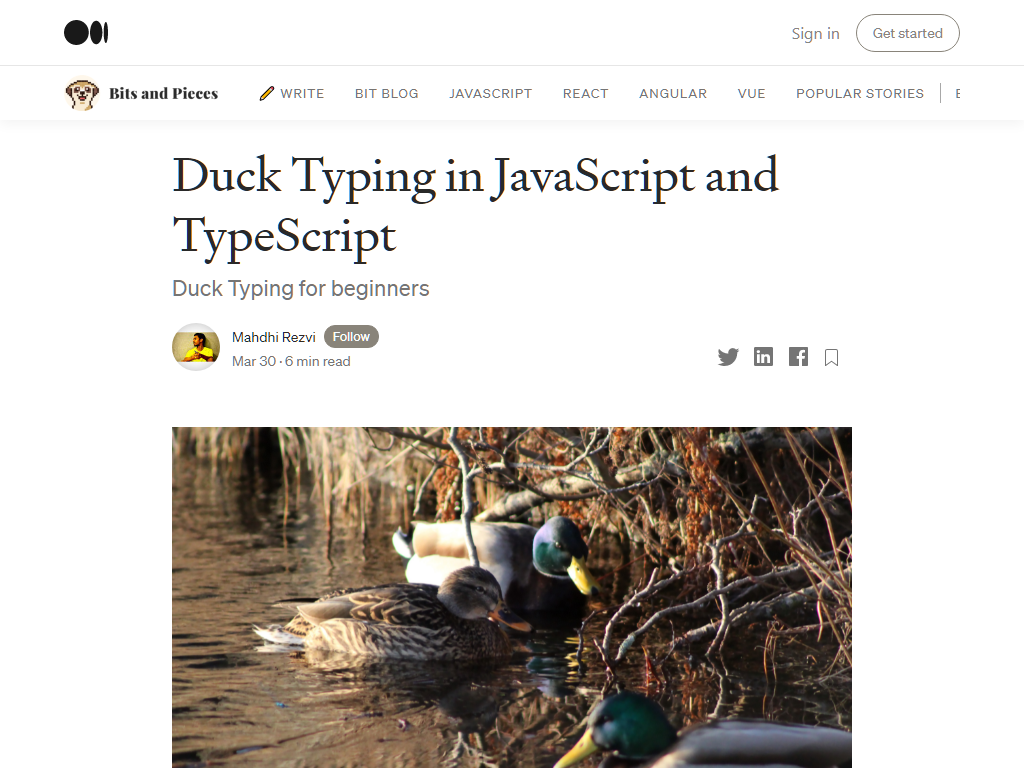 Sign in
Get started
Bits and Pieces
WRITE
BIT BLOG
JAVASCRIPT
REACT
ANGULAR
VUE
POPULAR STORIES
Duck Typing in JavaScript and
TypeScript
Duck Typing for beginners
Mahdhi Rezvi
Follow
Mar 30 · 6 min read